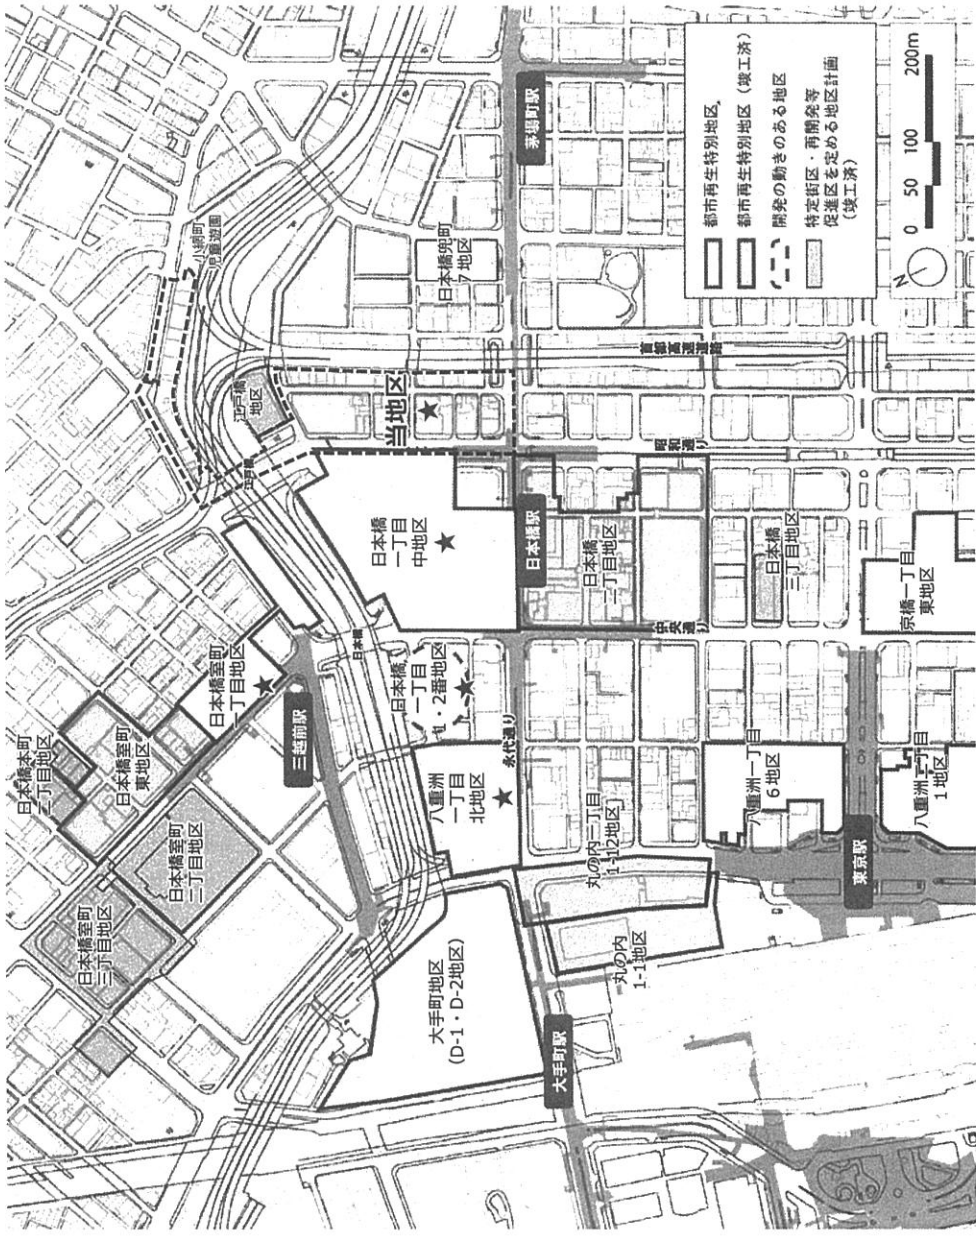 日本橋本町
二丁目地区
日本橋室町
東地区
日本橋室町
一丁目地区
日本橋室町
二丁目地区
日本橋室町
三丁目地区
三越前駅
日本橋
江戸橋
江戸橋
地区
小網町
児童遊園
当地区
日本橋兜町
7地区
茅場町駅
首都高速道路
昭和通り
日本橋
一丁目
中地区
日本橋駅
日本橋
二丁目地区
日本橋
三丁目地区
中央通り
京橋一丁目
東地区
日本橋
一丁目
1・2番地区
永代通り
八重洲
一丁目
北地区
八重洲一丁目
6地区
八重洲二丁目
1地区
東京駅
丸の内二丁目
1-12地区
丸の内
1-1地区
大手町地区
(D-1・D-2地区)
大手町駅
都市再生特別地区
都市再生特別地区(竣工済)
開発の動きのある地区
特定街区・再開発等
促進区を定める地区計画
(竣工済)
N
0 50 100 200m